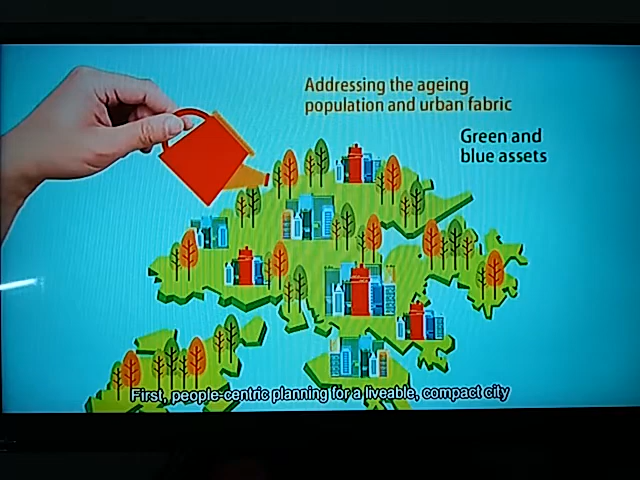 Addressing the ageing
population and urban fabric
Green and
blue assets
First, people-centric planning for a liveable, compact city